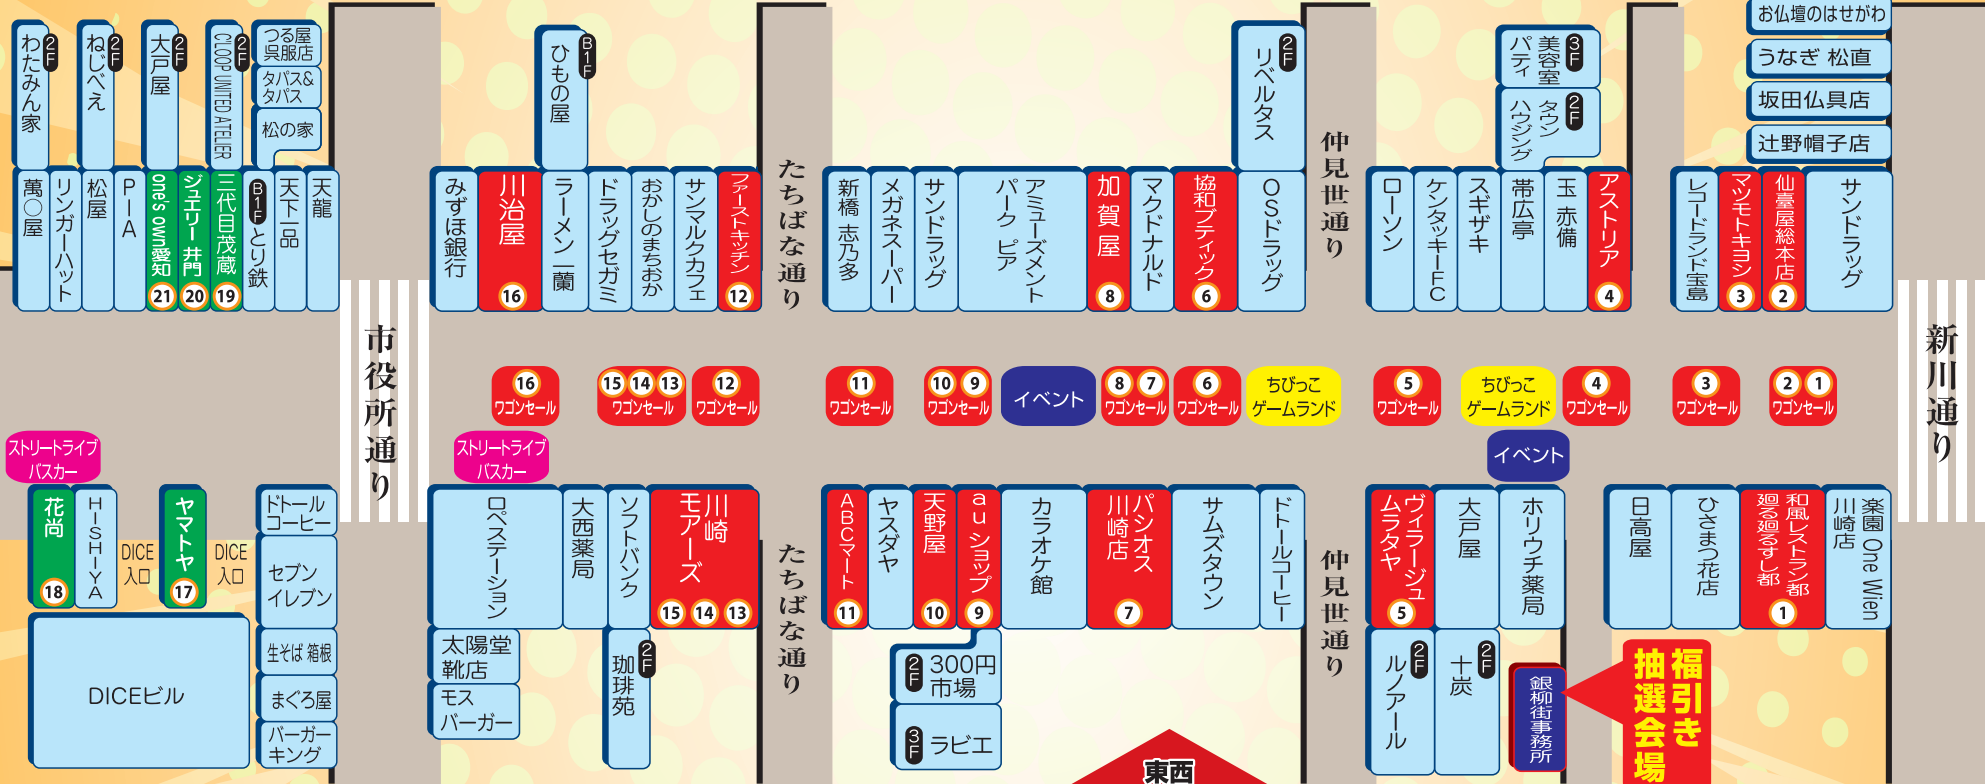 わたみん家
2F
ねじべえ
2F
大戸屋
2F
C'LOOP UNITED ATELIER
2F
つる屋
呉服店
タパス&
タパス
松の家
萬〇屋
リンガーハット
松屋
PIA
one's own愛知
21
ジュエリー 井門
20
三代目茂蔵
19
B1F
とり鉄
天下一品
天龍
市役所通り
ひもの屋
B1F
みずほ銀行
川治屋
16
ラーメン一蘭
ドラッグセガミ
おかしのまちおか
サンマルクカフェ
ファーストキッチン
12
たちばな通り
リベルタス
2F
新橋 志乃多
メガネスーパー
サンドラッグ
アミューズメント
パーク ピア
加賀屋
8
マクドナルド
協和ブティック
6
OSドラッグ
仲見世通り
美容室
パティ
3F
タウン
ハウジング
2F
ローソン
ケンタッキーFC
スギザキ
帯広亭
玉 赤備
アストリア
4
お仏壇のはせがわ
うなぎ 松直
坂田仏具店
辻野帽子店
レコードランド宝島
マツモトキヨシ
3
仙臺屋総本店
2
サンドラッグ
新川通り
16
ワゴンセール
15 14 13
ワゴンセール
12
ワゴンセール
11
ワゴンセール
10 9
ワゴンセール
イベント
8 7
ワゴンセール
6
ワゴンセール
ちびっこ
ゲームランド
5
ワゴンセール
ちびっこ
ゲームランド
4
ワゴンセール
3
ワゴンセール
2 1
ワゴンセール
ストリートライブ
バスカー
ストリートライブ
バスカー
イベント
花尚
18
HISHIYA
DICE
入口
ヤマトヤ
17
DICE
入口
ドトール
コーヒー
セブン
イレブン
生そば 箱根
まぐろ屋
バーガー
キング
DICEビル
ロペステーション
大西薬局
ソフトバンク
川崎
モアーズ
15 14 13
太陽堂
靴店
モス
バーガー
珈琲苑
2F
たちばな通り
ABCマート
11
ヤスダヤ
天野屋
10
auショップ
9
カラオケ館
パシオス
川崎店
7
サムズタウン
ドトールコーヒー
2F
300円
市場
3F
ラビエ
東西
仲見世通り
ヴィラージュ
ムラタヤ
5
大戸屋
ホリウチ薬局
ルノアール
2F
十炭
2F
銀柳街事務所
福引き
抽選会場
日高屋
ひさまつ花店
和風レストラン都
廻る廻るすし都
1
楽園 One Wien
川崎店